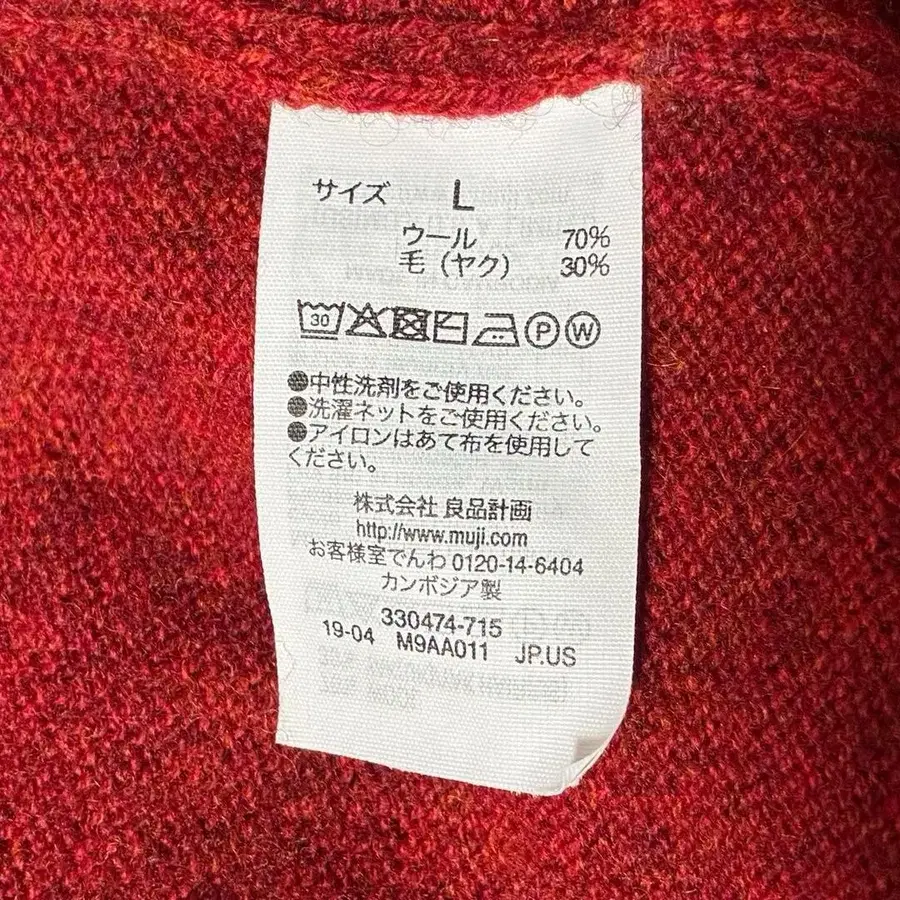 サイズ L
ウール 70%
毛（ヤク） 30%
30 P W
●中性洗剤をご使用ください。
●洗濯ネットをご使用ください。
●アイロンはあて布を使用して
ください。
株式会社 良品計画
http://www.muji.com
お客様室でんわ 0120-14-6404
カンボジア製
330474-715
19-04 M9AA011 JP.US